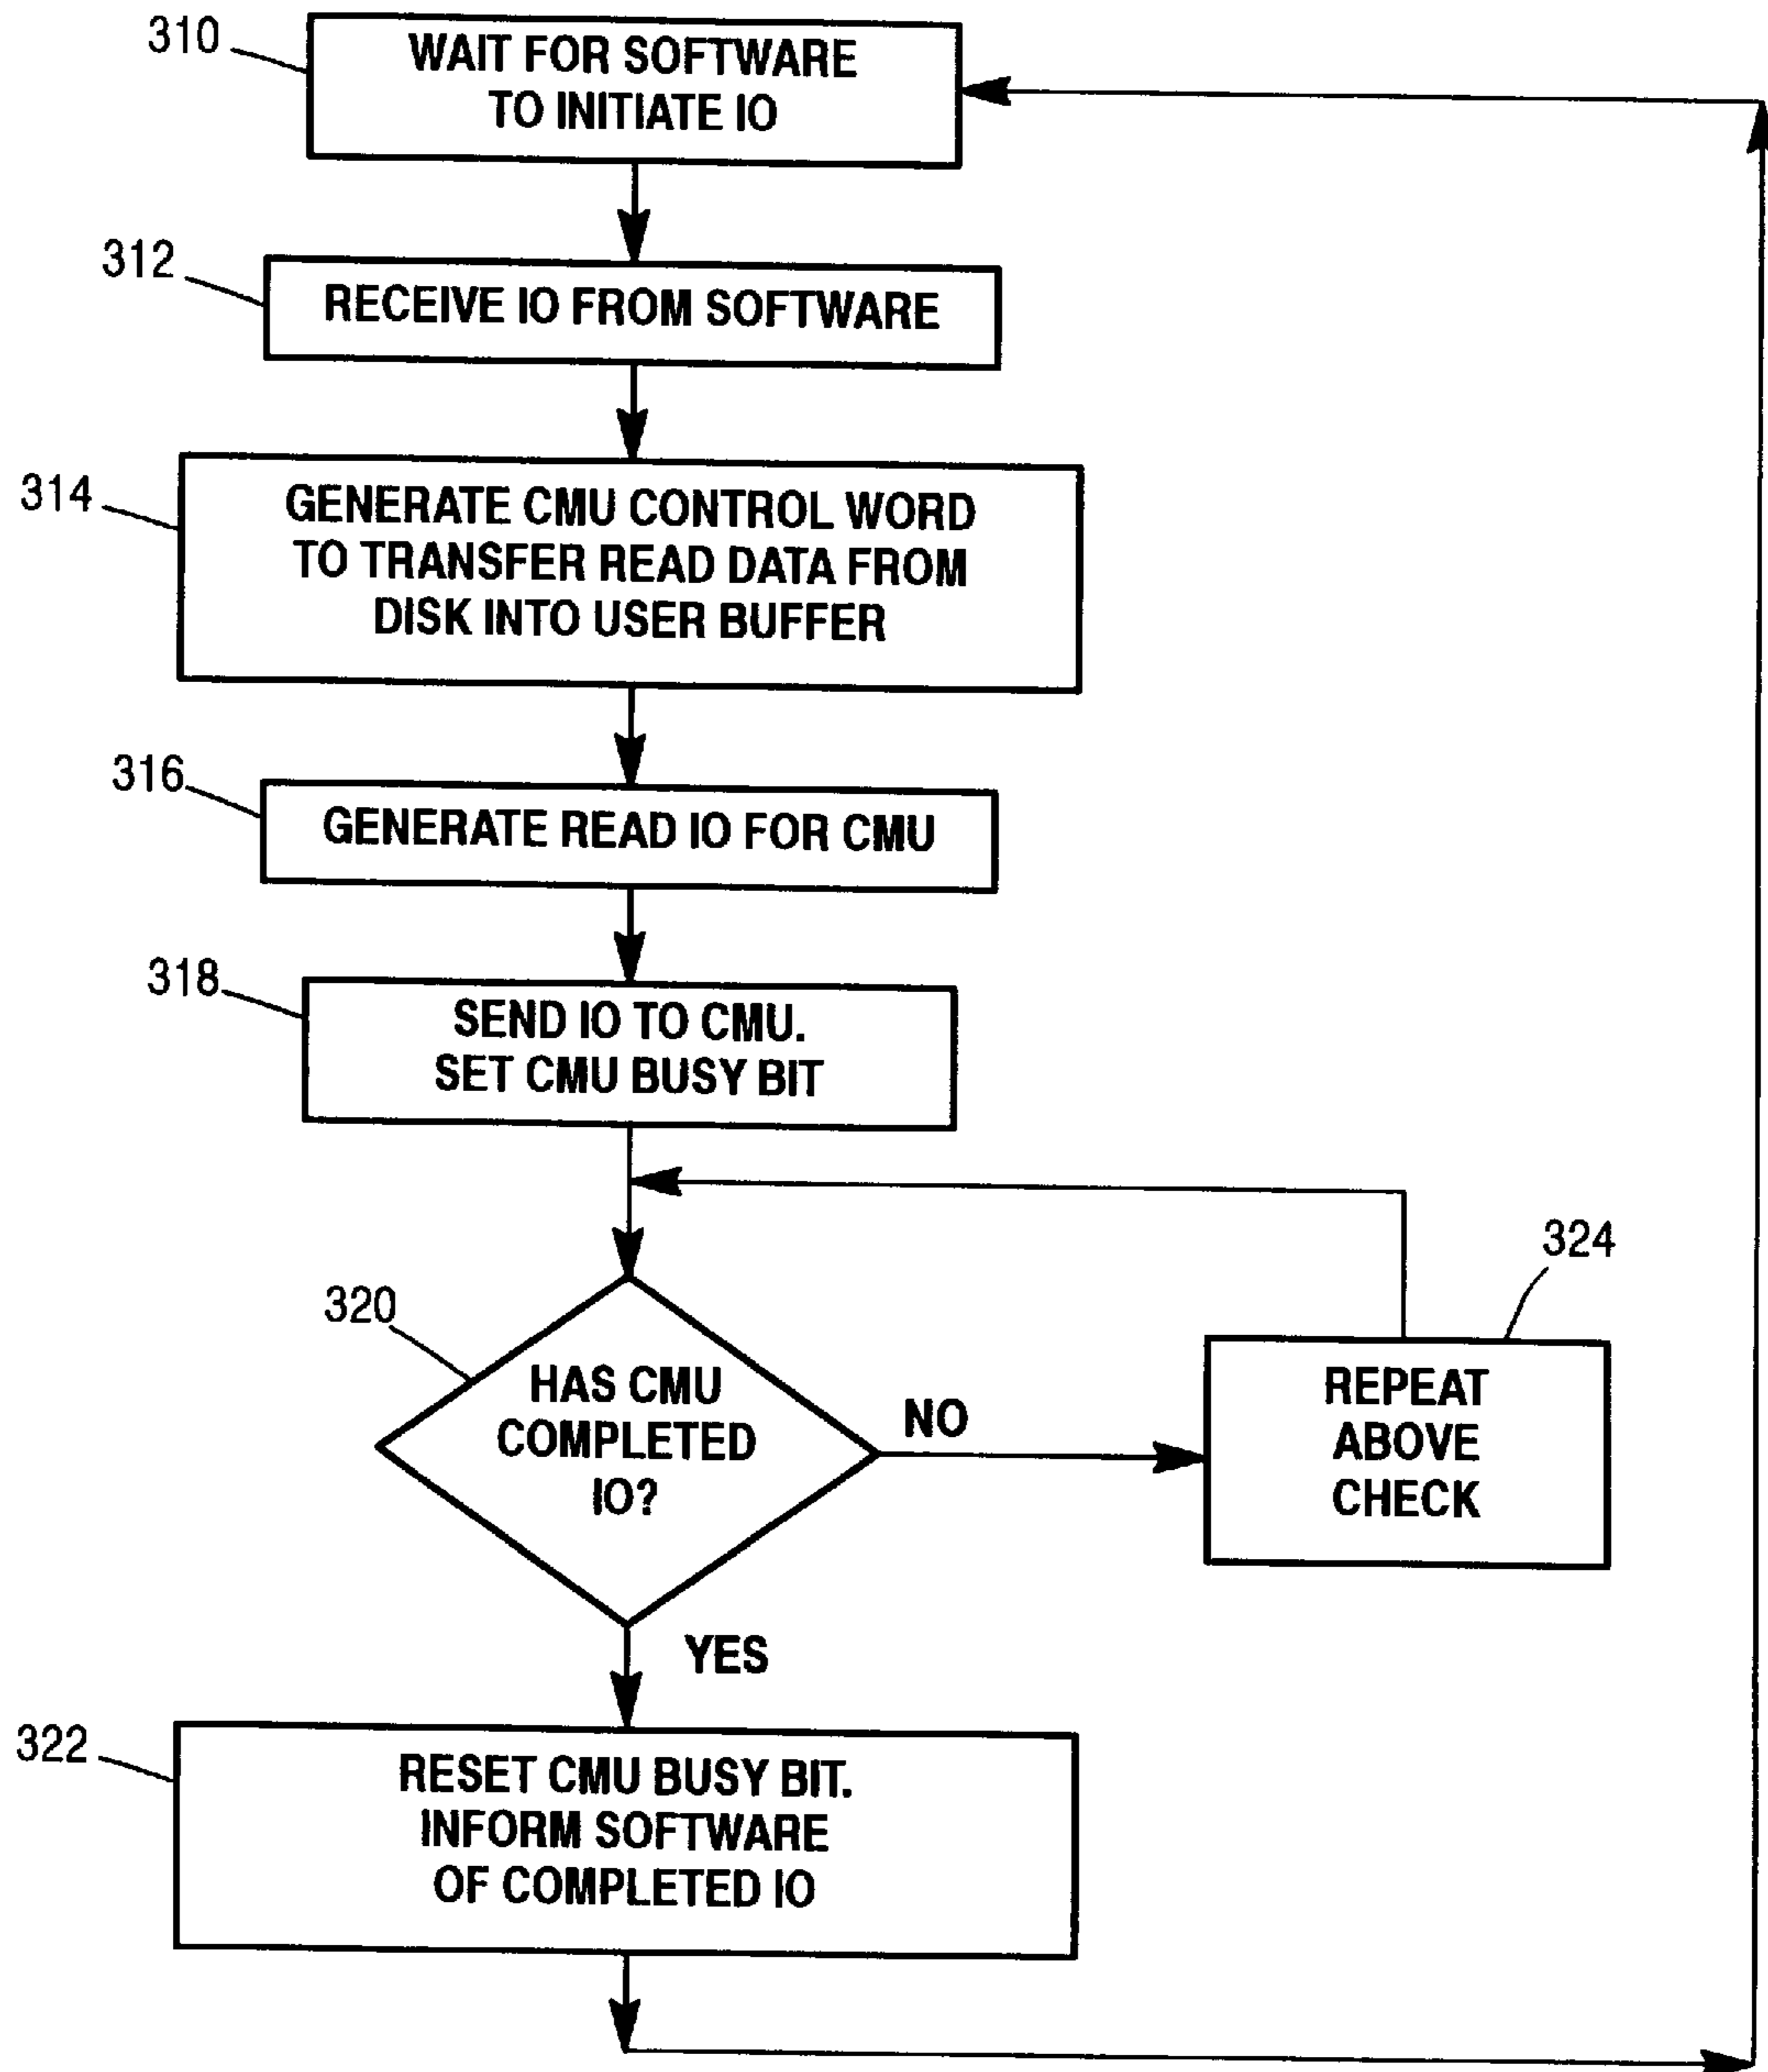 310
WAIT FOR SOFTWARE
TO INITIATE IO
312
RECEIVE IO FROM SOFTWARE
314
GENERATE CMU CONTROL WORD
TO TRANSFER READ DATA FROM
DISK INTO USER BUFFER
316
GENERATE READ IO FOR CMU
318
SEND IO TO CMU.
SET CMU BUSY BIT
320
HAS CMU
COMPLETED
IO?
NO
324
REPEAT
ABOVE
CHECK
YES
322
RESET CMU BUSY BIT.
INFORM SOFTWARE
OF COMPLETED IO